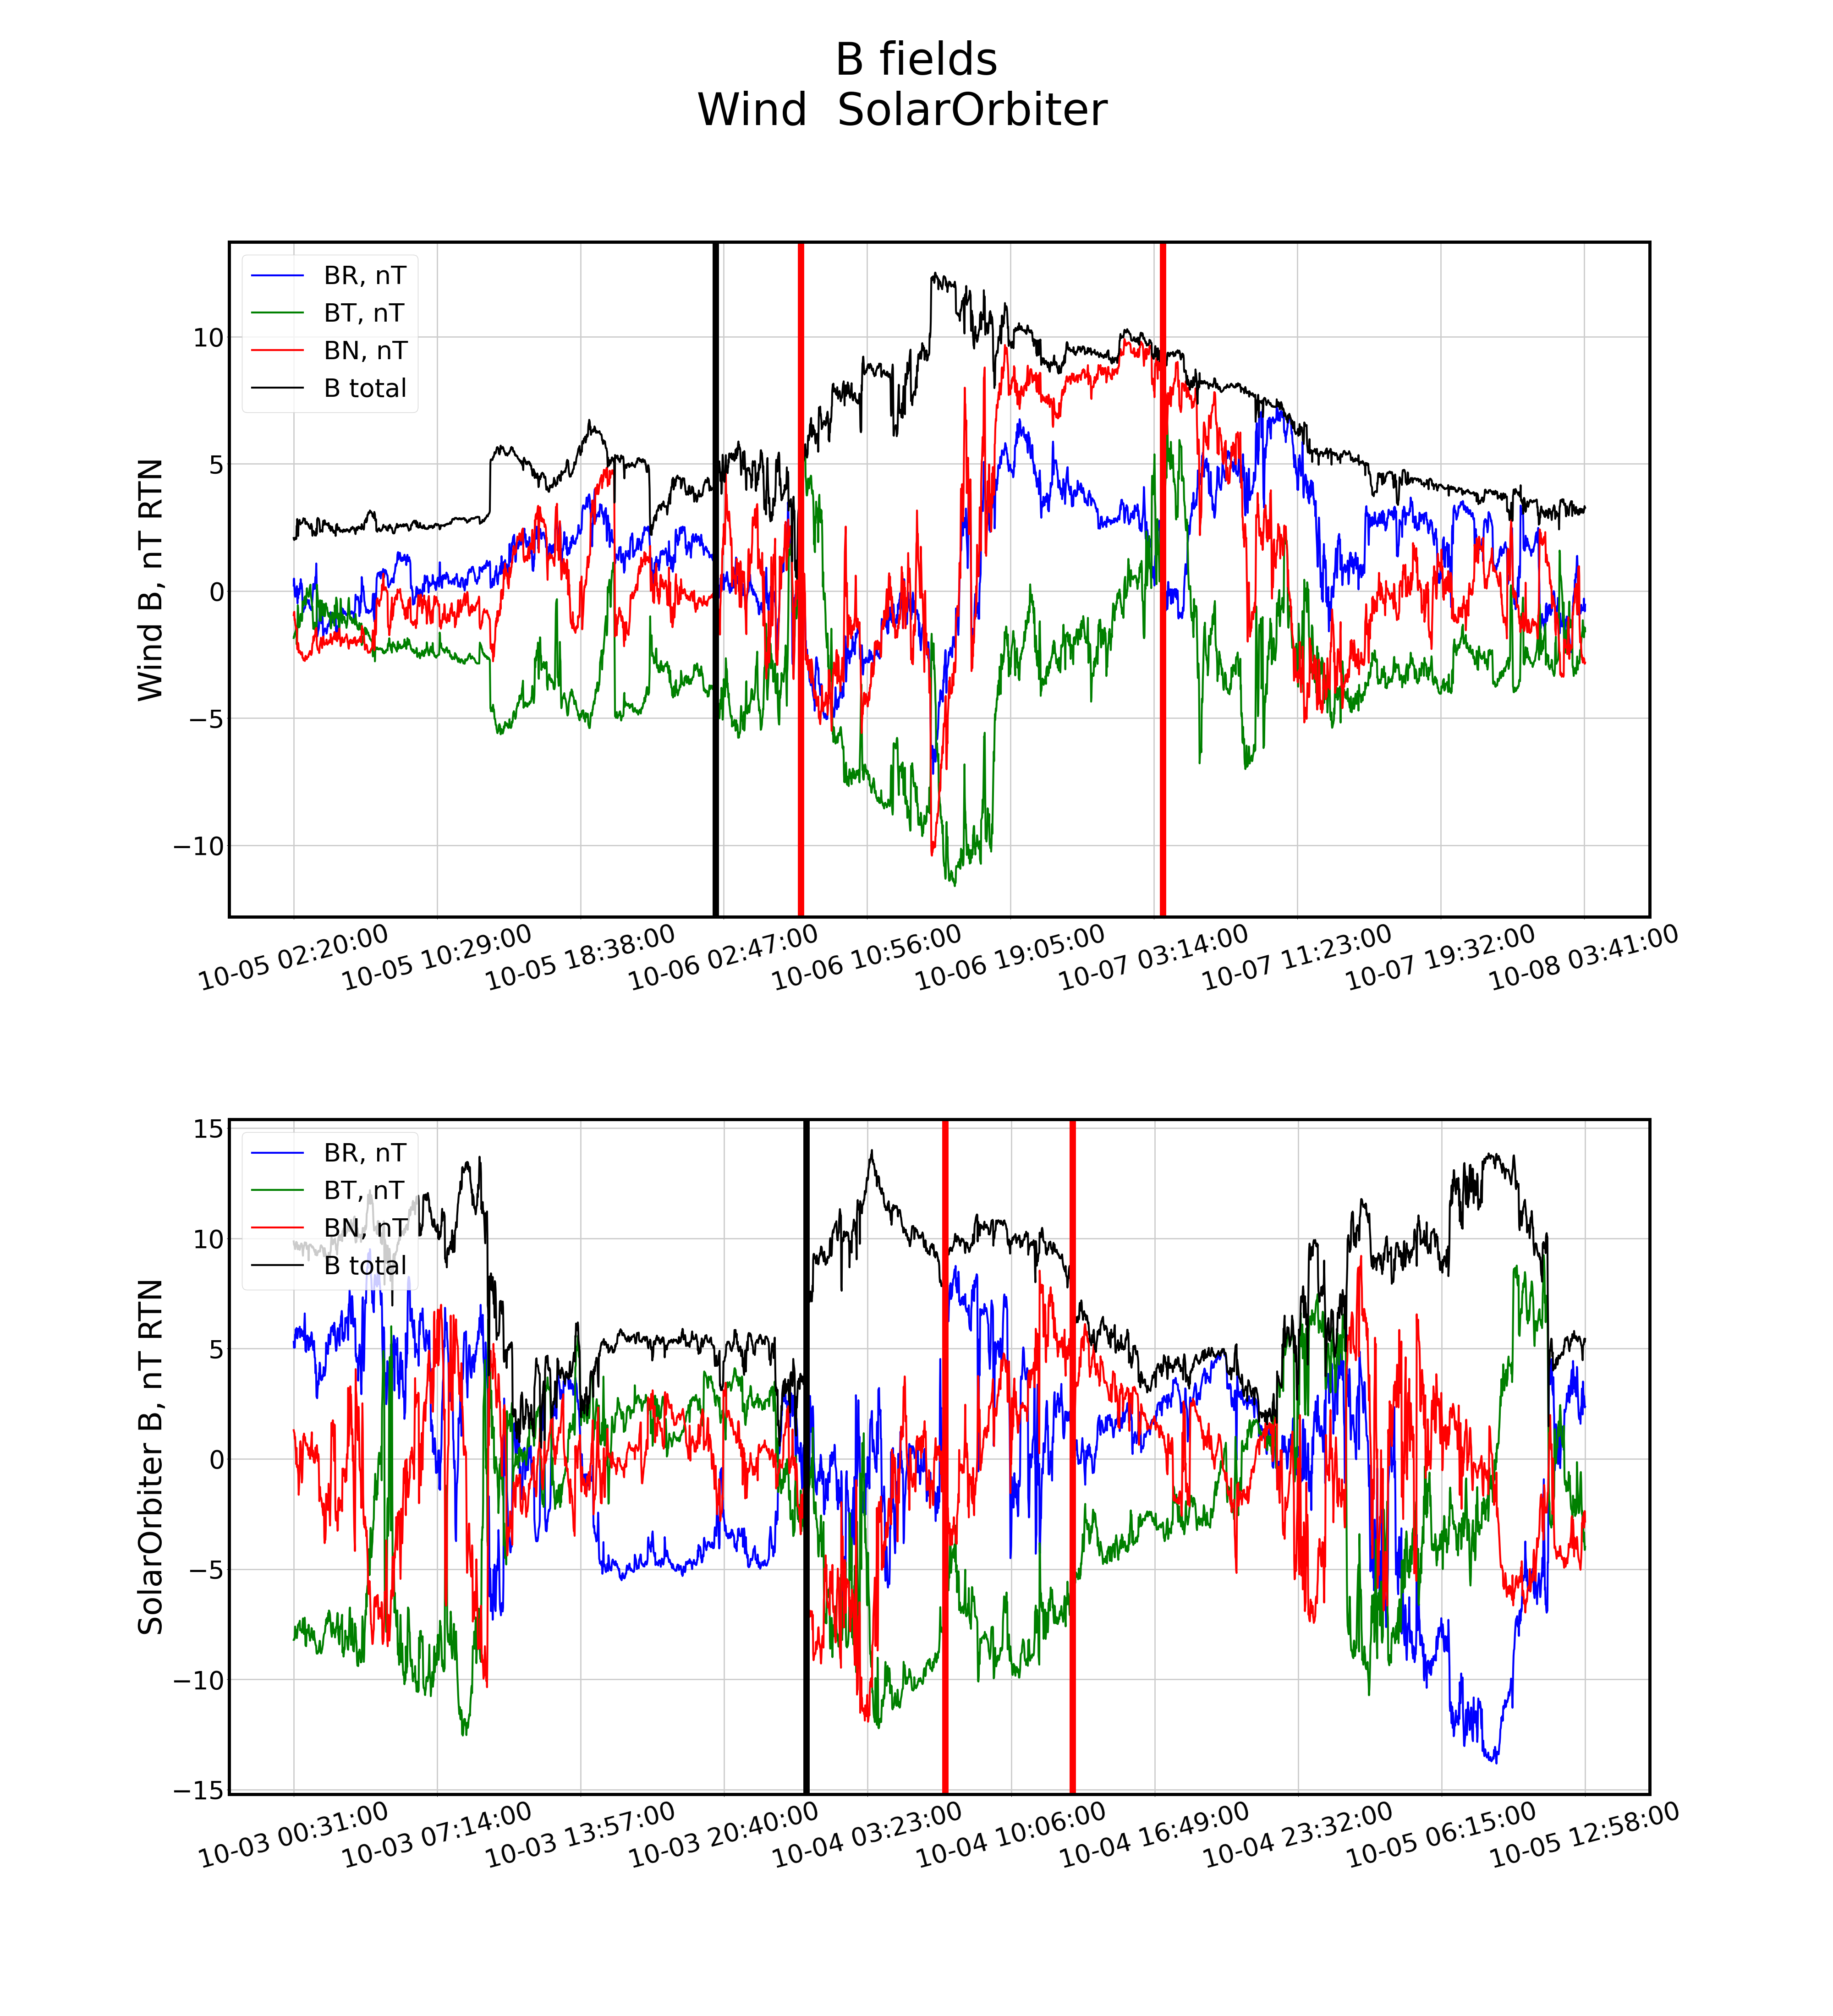 B fields
Wind  SolarOrbiter
BR, nT
BT, nT
BN, nT
B total
Wind B, nT RTN
10
5
0
−5
−10
10-05 02:20:00
10-05 10:29:00
10-05 18:38:00
10-06 02:47:00
10-06 10:56:00
10-06 19:05:00
10-07 03:14:00
10-07 11:23:00
10-07 19:32:00
10-08 03:41:00
BR, nT
BT, nT
BN, nT
B total
SolarOrbiter B, nT RTN
15
10
5
0
−5
−10
−15
10-03 00:31:00
10-03 07:14:00
10-03 13:57:00
10-03 20:40:00
10-04 03:23:00
10-04 10:06:00
10-04 16:49:00
10-04 23:32:00
10-05 06:15:00
10-05 12:58:00